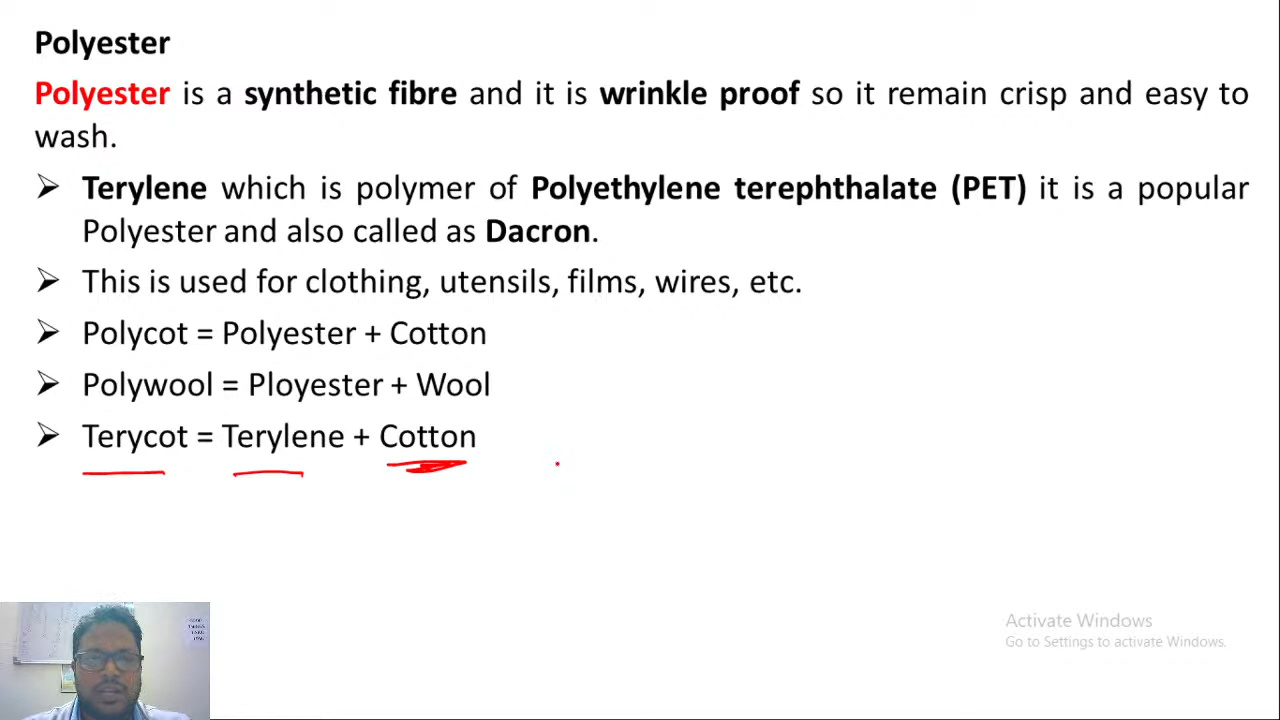 Polyester
Polyester is a synthetic fibre and it is wrinkle proof so it remain crisp and easy to
wash.
➢ Terylene which is polymer of Polyethylene terephthalate (PET) it is a popular
Polyester and also called as Dacron.
➢ This is used for clothing, utensils, films, wires, etc.
➢ Polycot = Polyester + Cotton
➢ Polywool = Ployester + Wool
➢ Terycot = Terylene + Cotton
Activate Windows
Go to Settings to activate Windows.